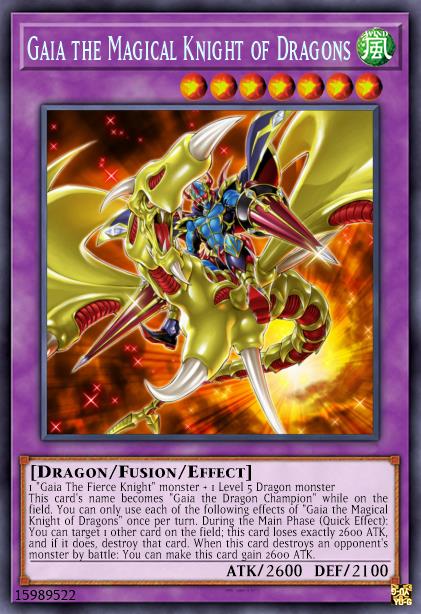 GAIA THE MAGICAL KNIGHT OF DRAGONS
WIND
風
[DRAGON/FUSION/EFFECT]
1 "Gaia The Fierce Knight" monster + 1 Level 5 Dragon monster
This card's name becomes "Gaia the Dragon Champion" while on the
field. You can only use each of the following effects of "Gaia the Magical
Knight of Dragons" once per turn. During the Main Phase (Quick Effect):
You can target 1 other card on the field; this card loses exactly 2600 ATK,
and if it does, destroy that card. When this card destroys an opponent's
monster by battle: You can make this card gain 2600 ATK.
ATK/2600 DEF/2100
15989522